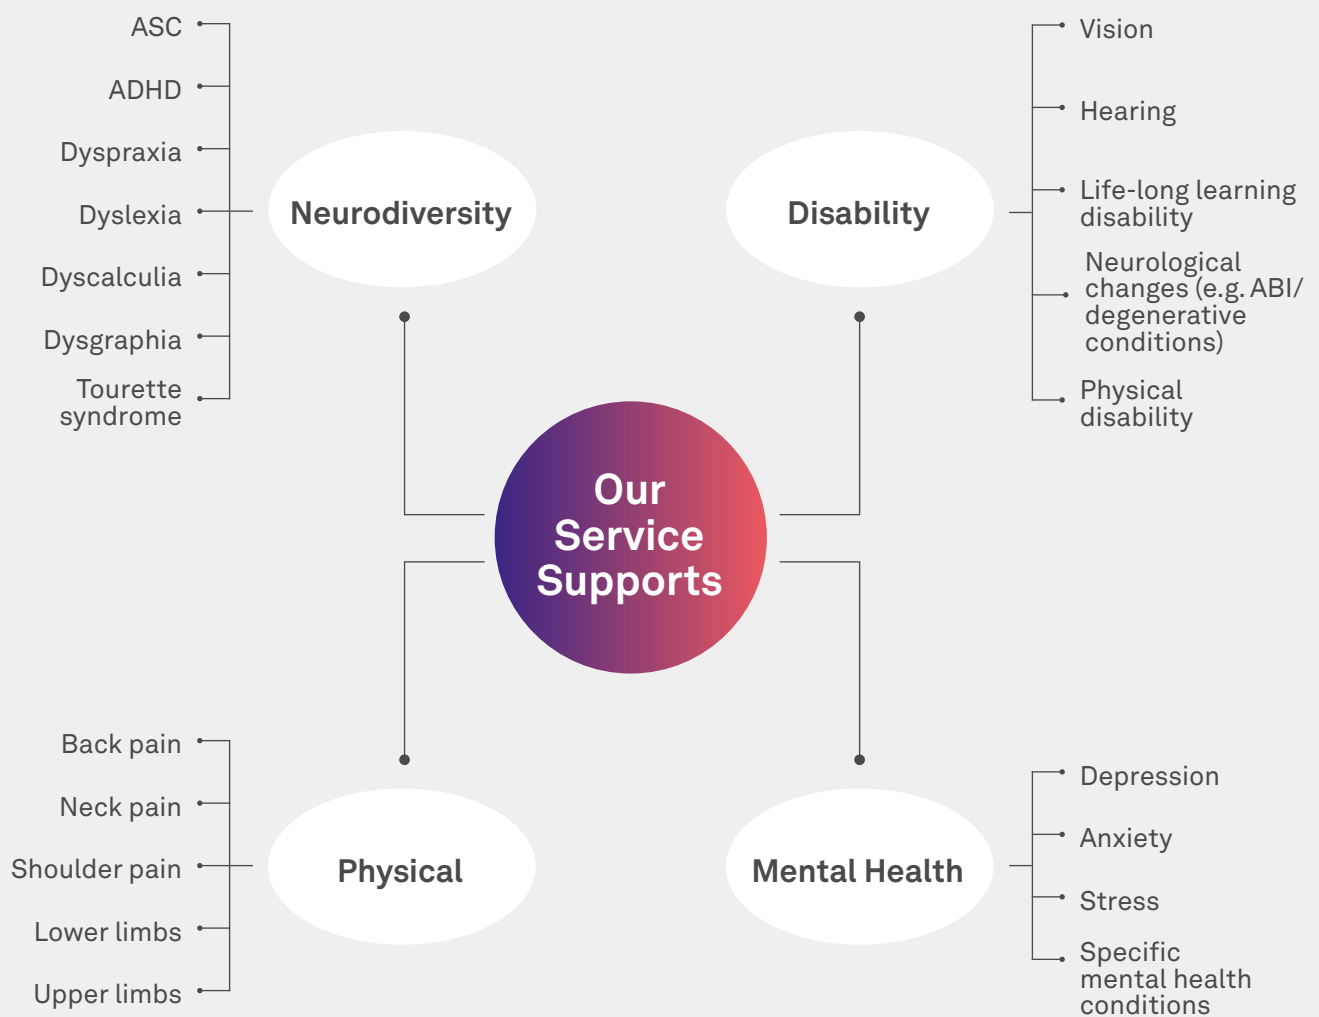 ASC
ADHD
Dyspraxia
Dyslexia
Dyscalculia
Dysgraphia
Tourette
syndrome
Neurodiversity
Disability
Vision
Hearing
Life-long learning
disability
Neurological
changes (e.g. ABI/
degenerative
conditions)
Physical
disability
Our
Service
Supports
Back pain
Neck pain
Shoulder pain
Lower limbs
Upper limbs
Physical
Mental Health
Depression
Anxiety
Stress
Specific
mental health
conditions